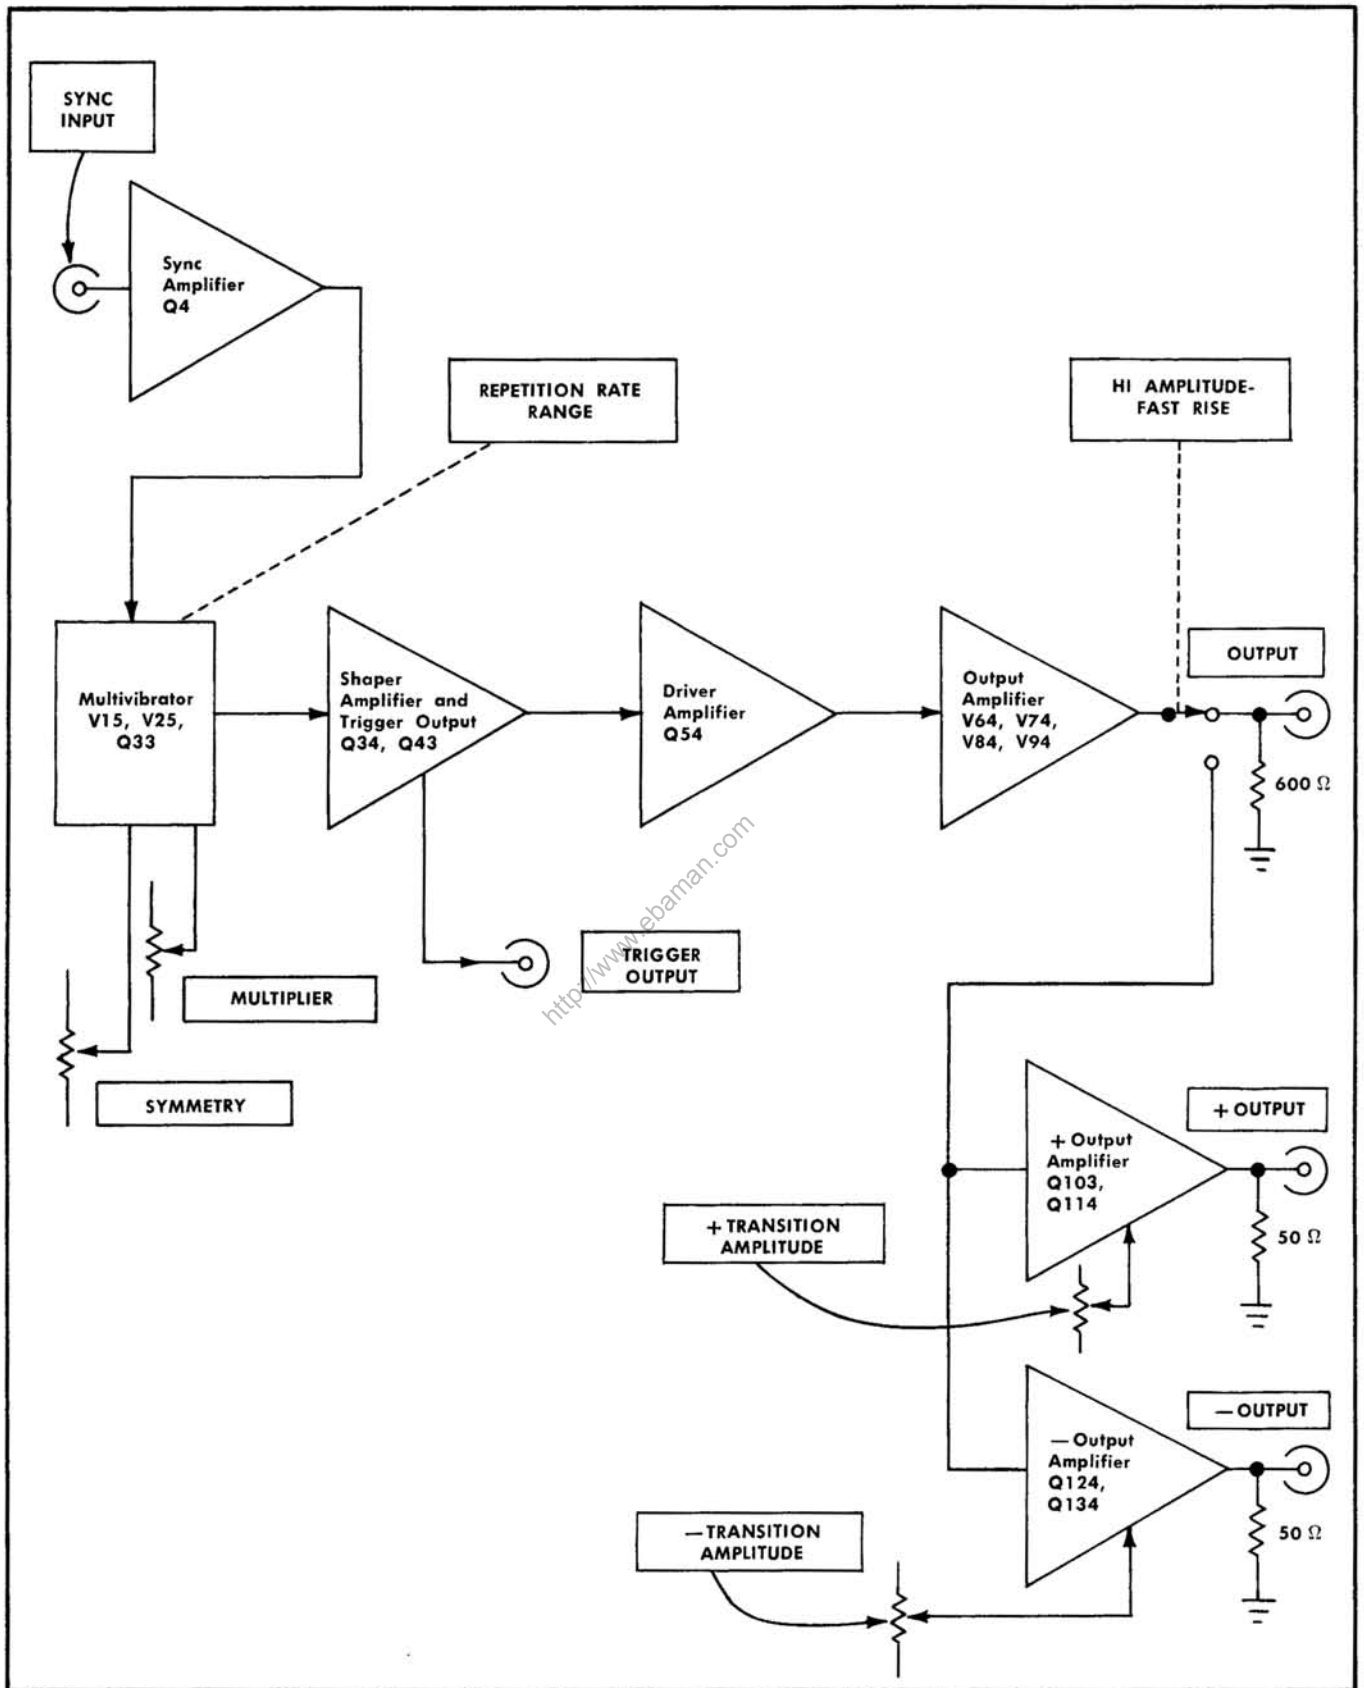 SYNC
INPUT
Sync
Amplifier
Q4
REPETITION RATE
RANGE
HI AMPLITUDE-
FAST RISE
Multivibrator
V15, V25,
Q33
Shaper
Amplifier and
Trigger Output
Q34, Q43
Driver
Amplifier
Q54
Output
Amplifier
V64, V74,
V84, V94
OUTPUT
600 Ω
MULTIPLIER
SYMMETRY
TRIGGER
OUTPUT
http://www.ebaman.com
+ Output
Amplifier
Q103,
Q114
+ OUTPUT
50 Ω
+ TRANSITION
AMPLITUDE
— Output
Amplifier
Q124,
Q134
— OUTPUT
50 Ω
— TRANSITION
AMPLITUDE